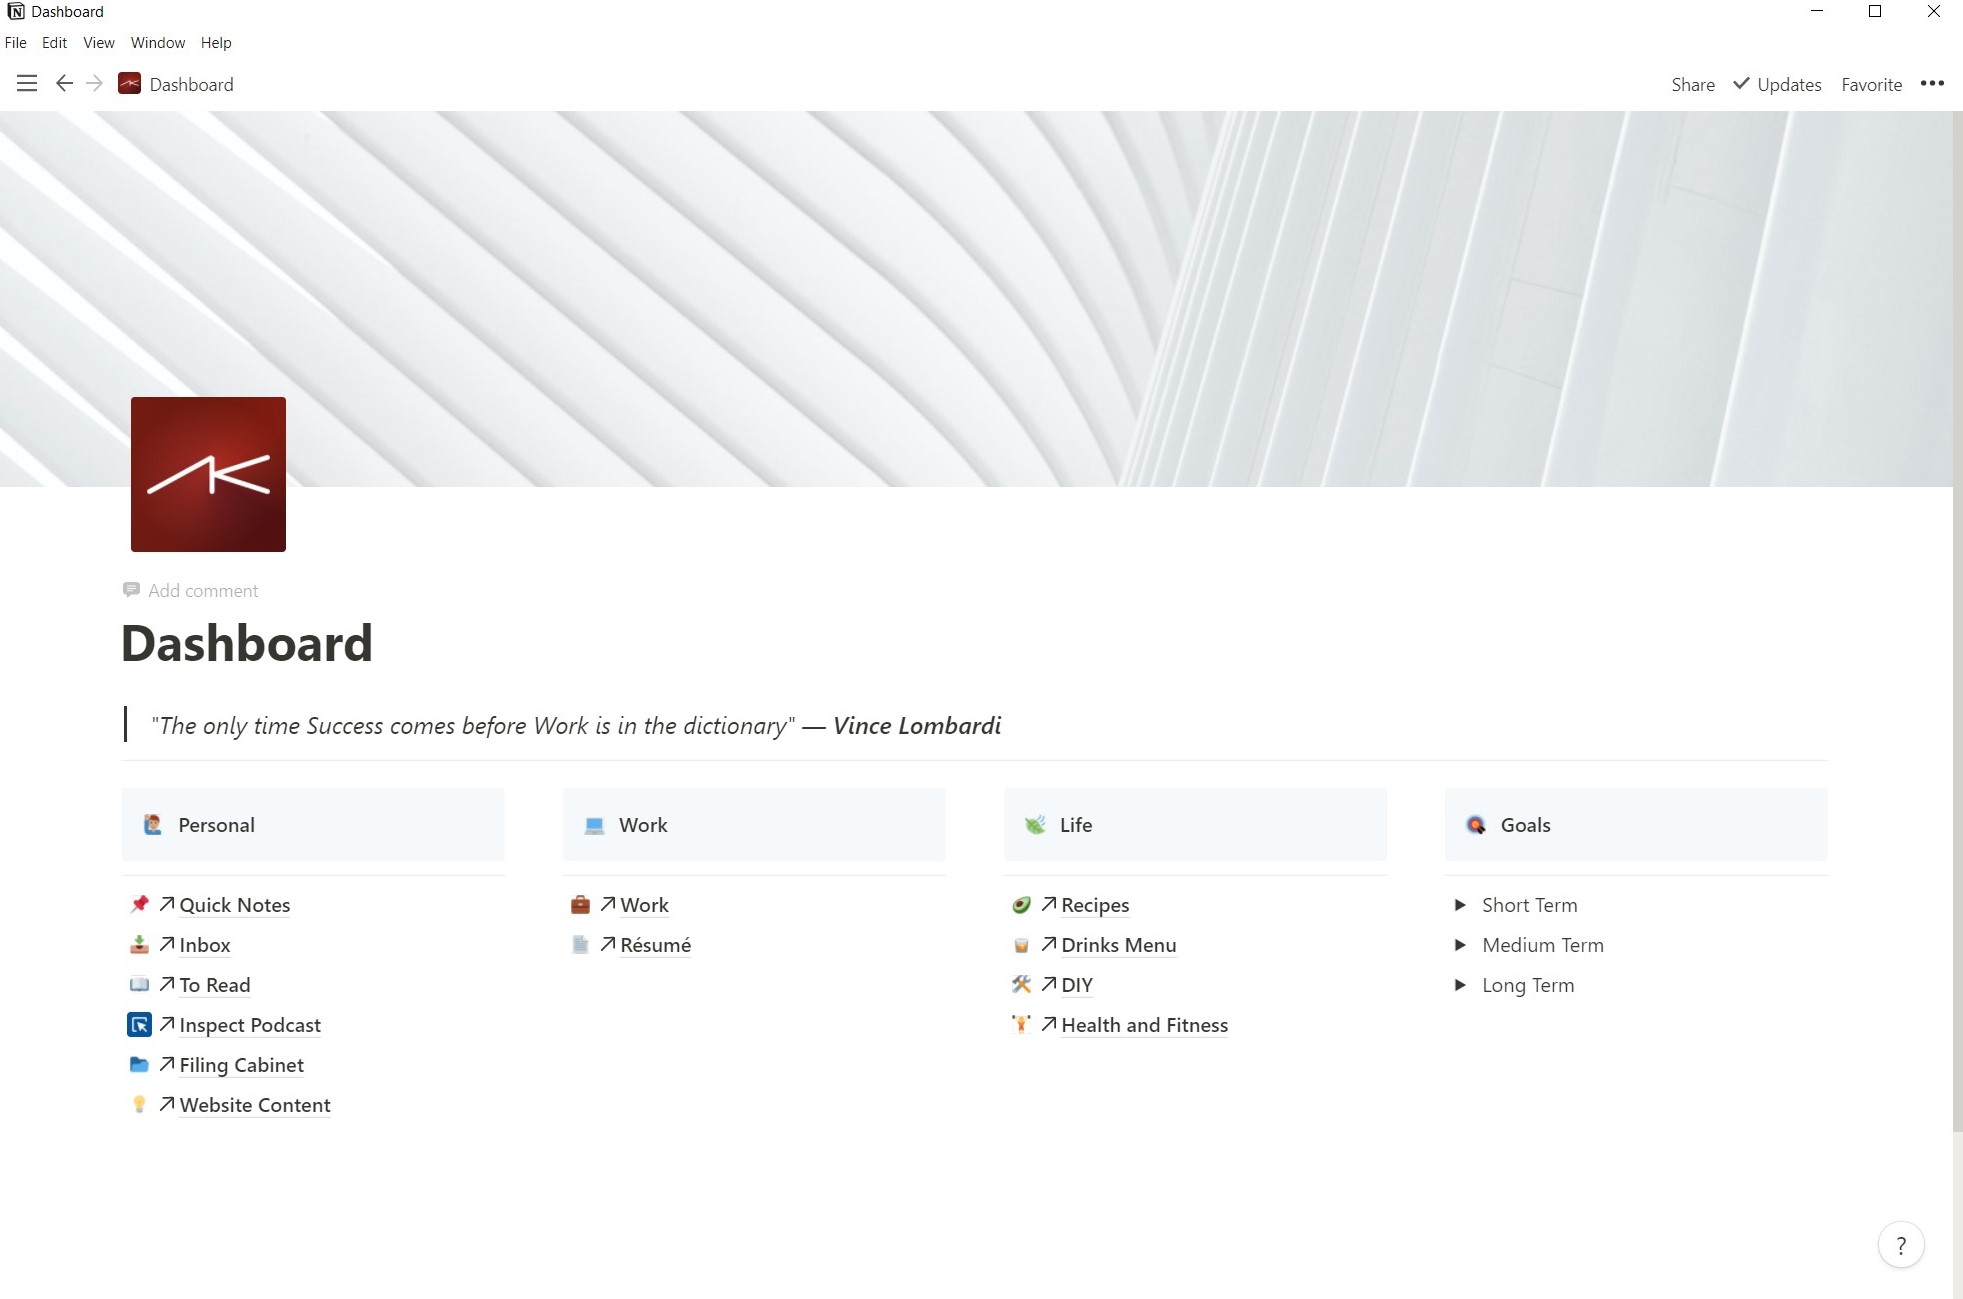 Dashboard
File Edit View Window Help
Dashboard Share Updates Favorite
Add comment
Dashboard
"The only time Success comes before Work is in the dictionary" — Vince Lombardi
Personal
Quick Notes
Inbox
To Read
Inspect Podcast
Filing Cabinet
Website Content
Work
Work
Résumé
Life
Recipes
Drinks Menu
DIY
Health and Fitness
Goals
Short Term
Medium Term
Long Term
?